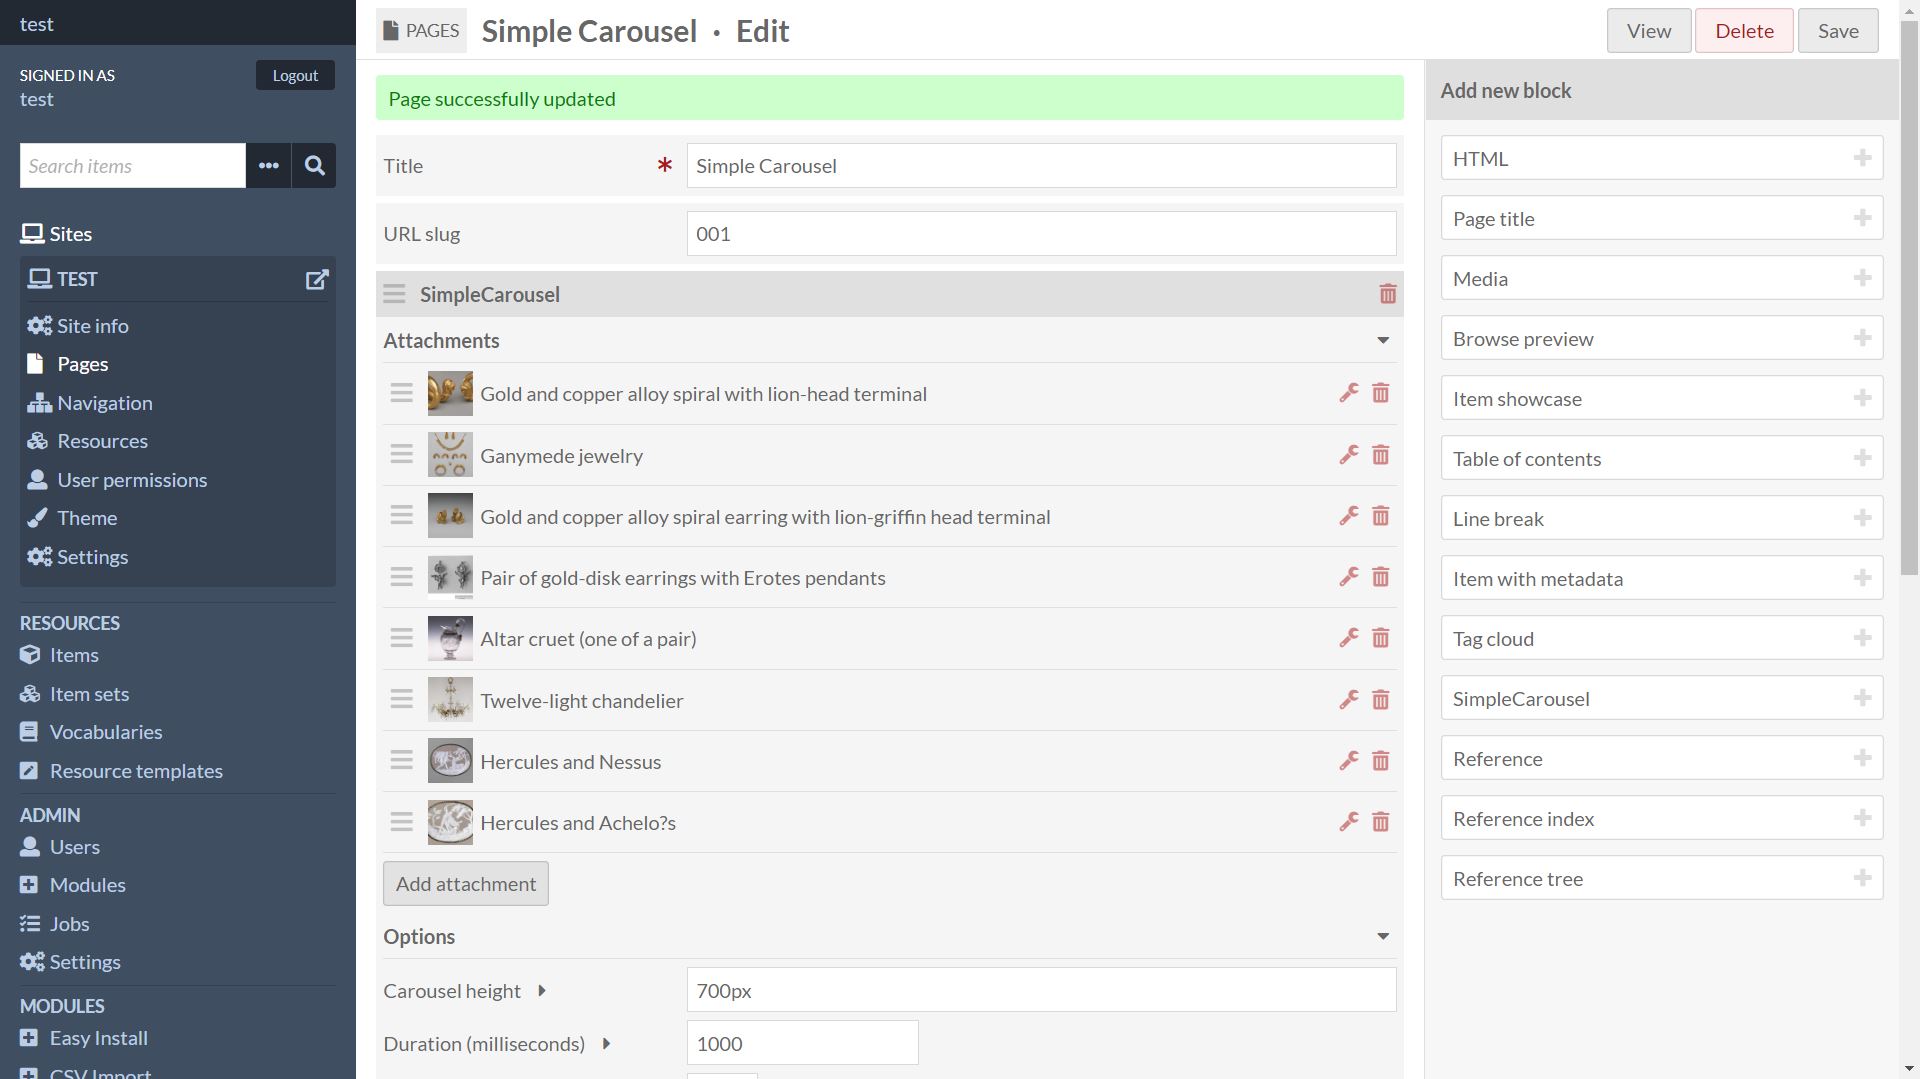 test
SIGNED IN AS
Logout
test
Search items
Sites
TEST
Site info
Pages
Navigation
Resources
User permissions
Theme
Settings
RESOURCES
Items
Item sets
Vocabularies
Resource templates
ADMIN
Users
Modules
Jobs
Settings
MODULES
Easy Install
CSV Import
PAGES
Simple Carousel · Edit
View
Delete
Save
Page successfully updated
Title * Simple Carousel
URL slug 001
SimpleCarousel
Attachments
Gold and copper alloy spiral with lion-head terminal
Ganymede jewelry
Gold and copper alloy spiral earring with lion-griffin head terminal
Pair of gold-disk earrings with Erotes pendants
Altar cruet (one of a pair)
Twelve-light chandelier
Hercules and Nessus
Hercules and Achelo?s
Add attachment
Options
Carousel height 700px
Duration (milliseconds) 1000
Add new block
HTML
Page title
Media
Browse preview
Item showcase
Table of contents
Line break
Item with metadata
Tag cloud
SimpleCarousel
Reference
Reference index
Reference tree